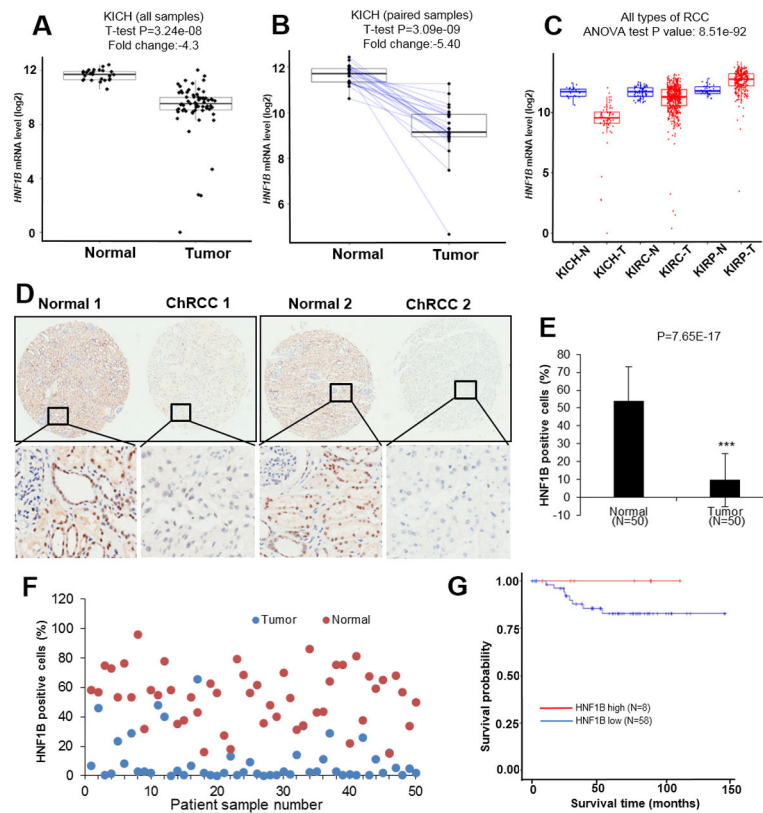 A
KICH (all samples)
T-test P=3.24e-08
Fold change:-4.3
HNF1B mRNA level (log2)
12
8
4
0
Normal
Tumor
B
KICH (paired samples)
T-test P=3.09e-09
Fold change:-5.40
HNF1B mRNA level (log2)
12
10
8
6
Normal
Tumor
C
All types of RCC
ANOVA test P value: 8.51e-92
HNF1B mRNA level (log2)
10
5
0
KICH-N
KICH-T
KIRC-N
KIRC-T
KIRP-N
KIRP-T
D
Normal 1
ChRCC 1
Normal 2
ChRCC 2
E
P=7.65E-17
HNF1B positive cells (%)
80
70
60
50
40
30
20
10
0
-10
***
Normal
(N=50)
Tumor
(N=50)
F
HNF1B positive cells (%)
120
100
80
60
40
20
0
Tumor
Normal
0
10
20
30
40
50
Patient sample number
G
Survival probability
1.00
0.75
0.50
0.25
0.00
HNF1B high (N=8)
HNF1B low (N=58)
0
50
100
150
Survival time (months)